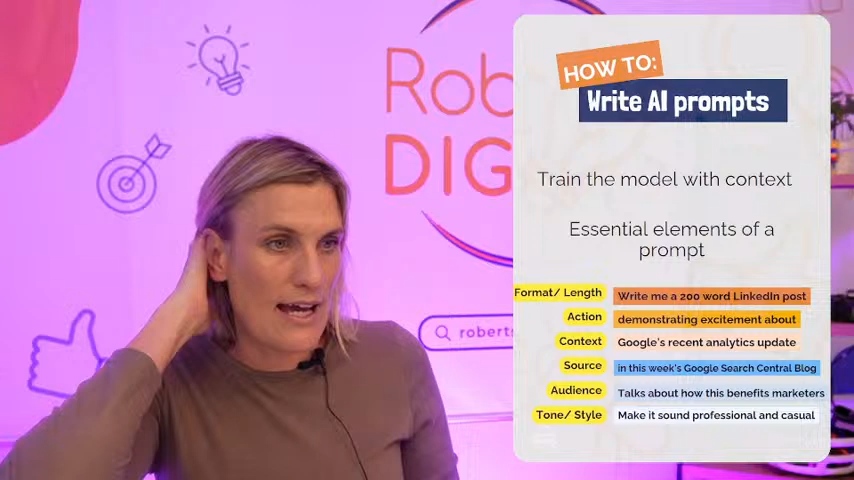 Rob
DIG
roberts
HOW TO:
Write AI prompts
Train the model with context
Essential elements of a
prompt
Format/ Length Write me a 200 word LinkedIn post
Action demonstrating excitement about
Context Google's recent analytics update
Source in this week's Google Search Central Blog
Audience Talks about how this benefits marketers
Tone/ Style Make it sound professional and casual